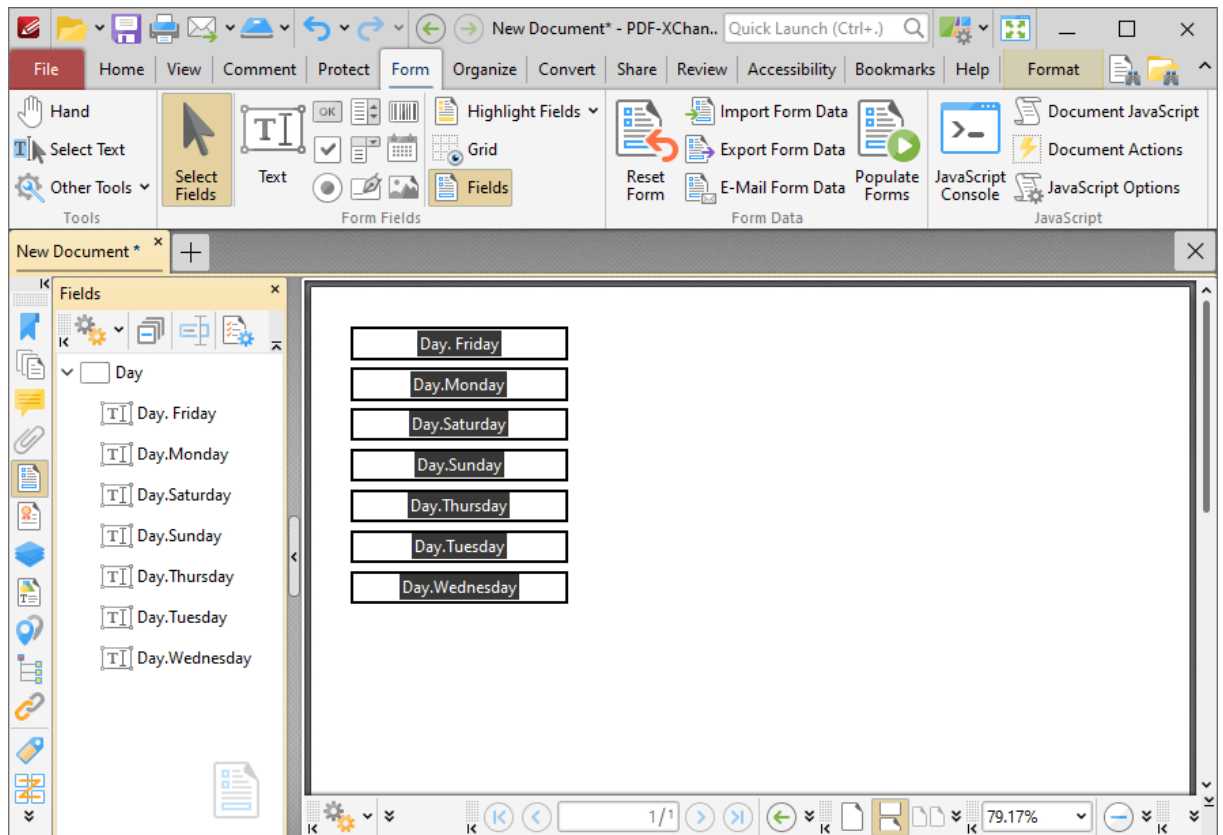 New Document* - PDF-XChan.. Quick Launch (Ctrl+.)
File Home View Comment Protect Form Organize Convert Share Review Accessibility Bookmarks Help Format
Hand
Select Text
Other Tools
Tools
Select Fields
Text
OK
Form Fields
Highlight Fields
Grid
Fields
Reset Form
Import Form Data
Export Form Data
E-Mail Form Data
Populate Forms
Form Data
JavaScript Console
Document JavaScript
Document Actions
JavaScript Options
JavaScript
New Document *
Fields
Day
Day. Friday
Day.Monday
Day.Saturday
Day.Sunday
Day.Thursday
Day.Tuesday
Day.Wednesday
Day. Friday
Day.Monday
Day.Saturday
Day.Sunday
Day.Thursday
Day.Tuesday
Day.Wednesday
1/1 79.17%